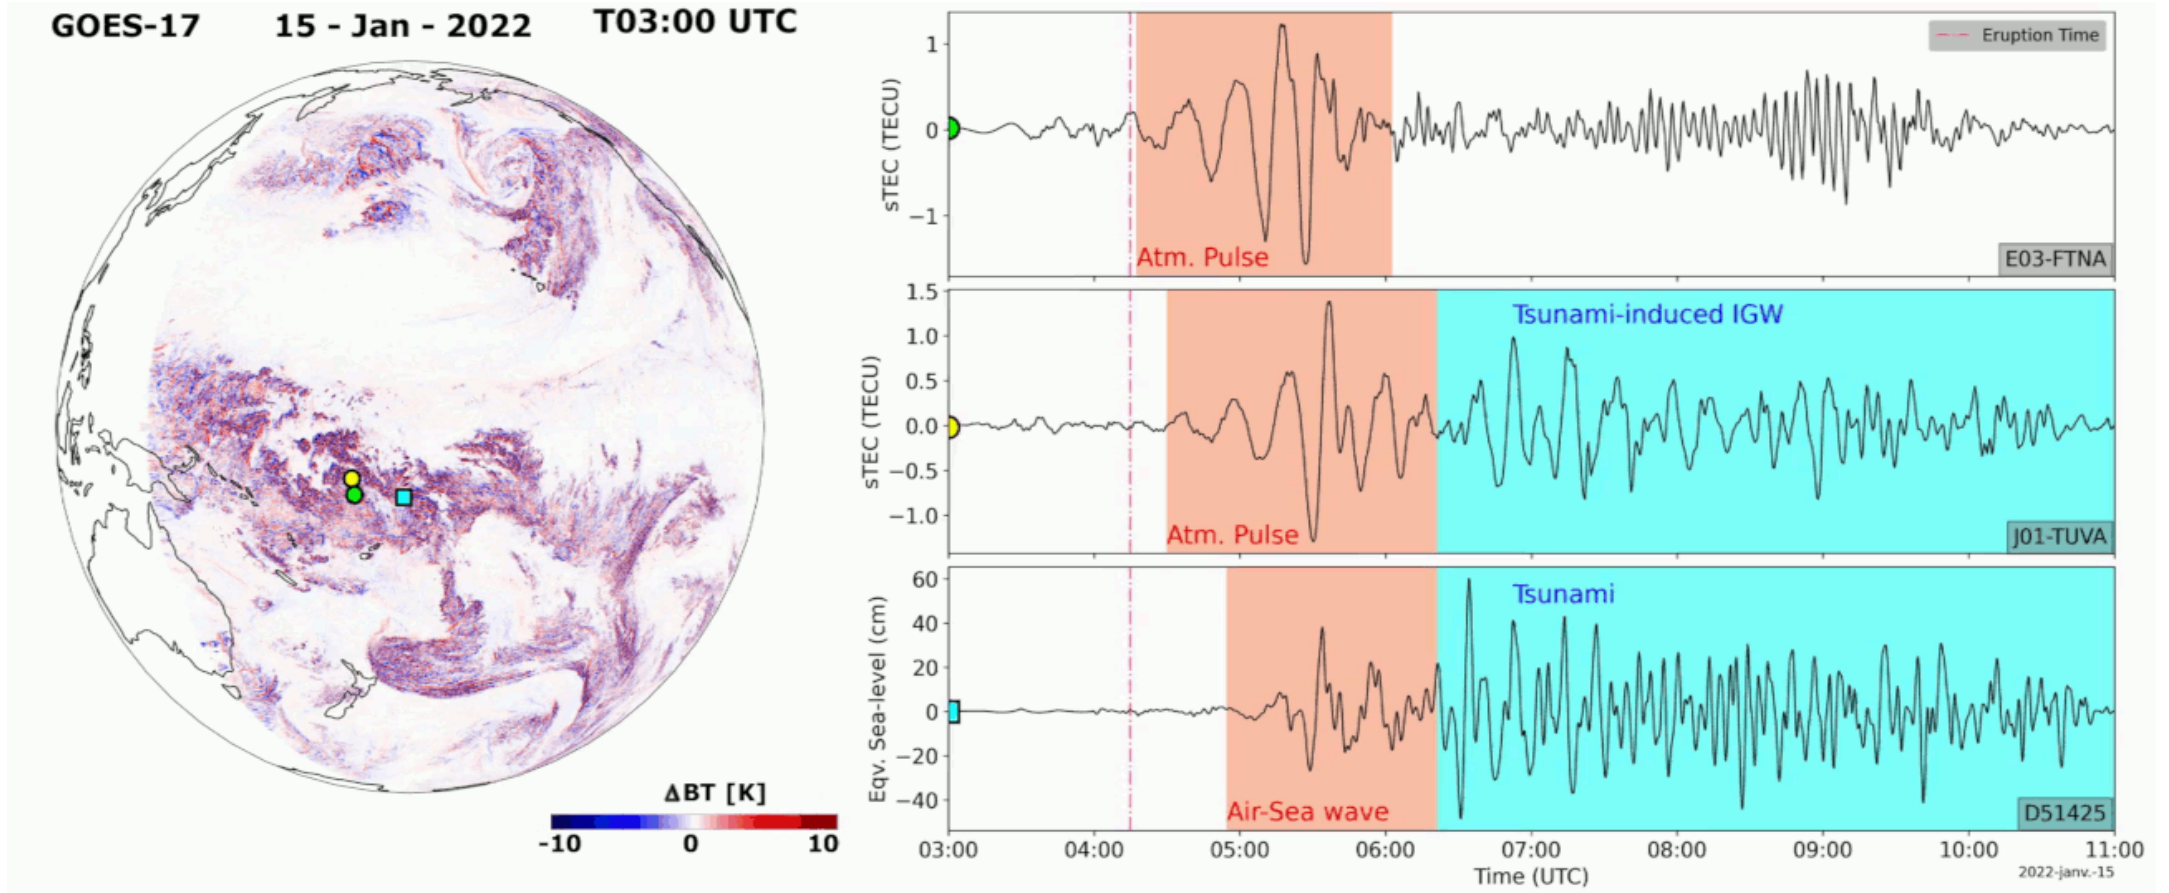 GOES-17 15 - Jan - 2022 T03:00 UTC
ΔBT [K]
-10 0 10
sTEC (TECU)
1
0
−1
Eruption Time
Atm. Pulse
E03-FTNA
sTEC (TECU)
1.5
1.0
0.5
0.0
−0.5
−1.0
Tsunami-induced IGW
Atm. Pulse
J01-TUVA
Eqv. Sea-level (cm)
60
40
20
0
−20
−40
Tsunami
Air-Sea wave
D51425
03:00 04:00 05:00 06:00 07:00 08:00 09:00 10:00 11:00
Time (UTC)
2022-janv.-15